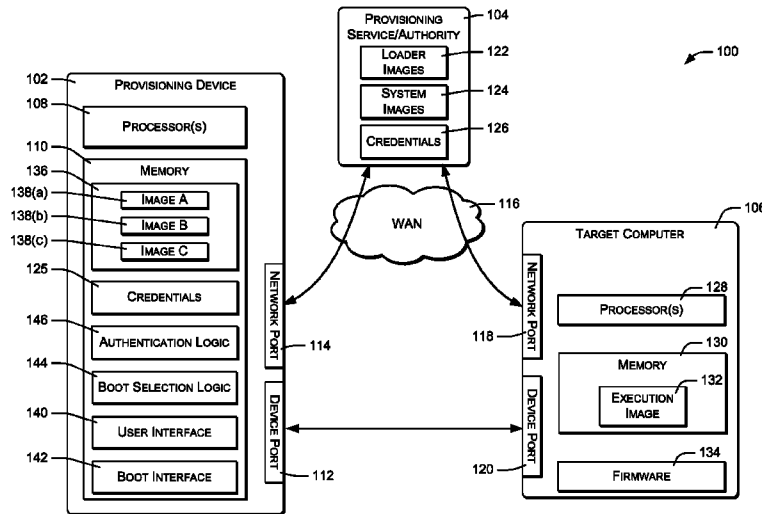 PROVISIONING
SERVICE/AUTHORITY
104
LOADER
IMAGES
122
SYSTEM
IMAGES
124
CREDENTIALS
126
100
102
PROVISIONING DEVICE
108
PROCESSOR(S)
110
MEMORY
136
138(a)
IMAGE A
138(b)
IMAGE B
138(c)
IMAGE C
125
CREDENTIALS
146
AUTHENTICATION LOGIC
144
BOOT SELECTION LOGIC
140
USER INTERFACE
142
BOOT INTERFACE
NETWORK PORT
114
DEVICE PORT
112
WAN
116
106
TARGET COMPUTER
NETWORK PORT
118
DEVICE PORT
120
128
PROCESSOR(S)
130
MEMORY
132
EXECUTION
IMAGE
134
FIRMWARE